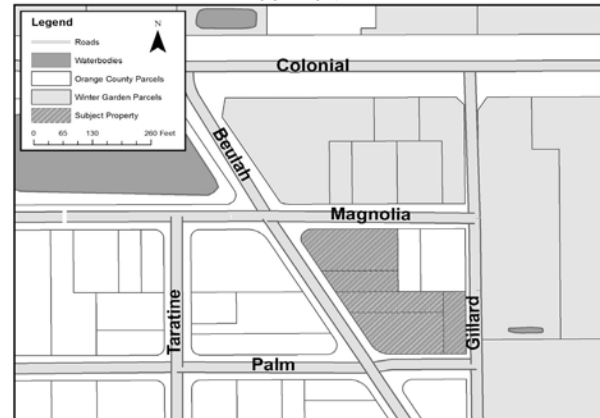 Legend
N
Roads
Waterbodies
Orange County Parcels
Winter Garden Parcels
Subject Property
0 65 130 260 Feet
Colonial
Beulah
Magnolia
Taratine
Gillard
Palm